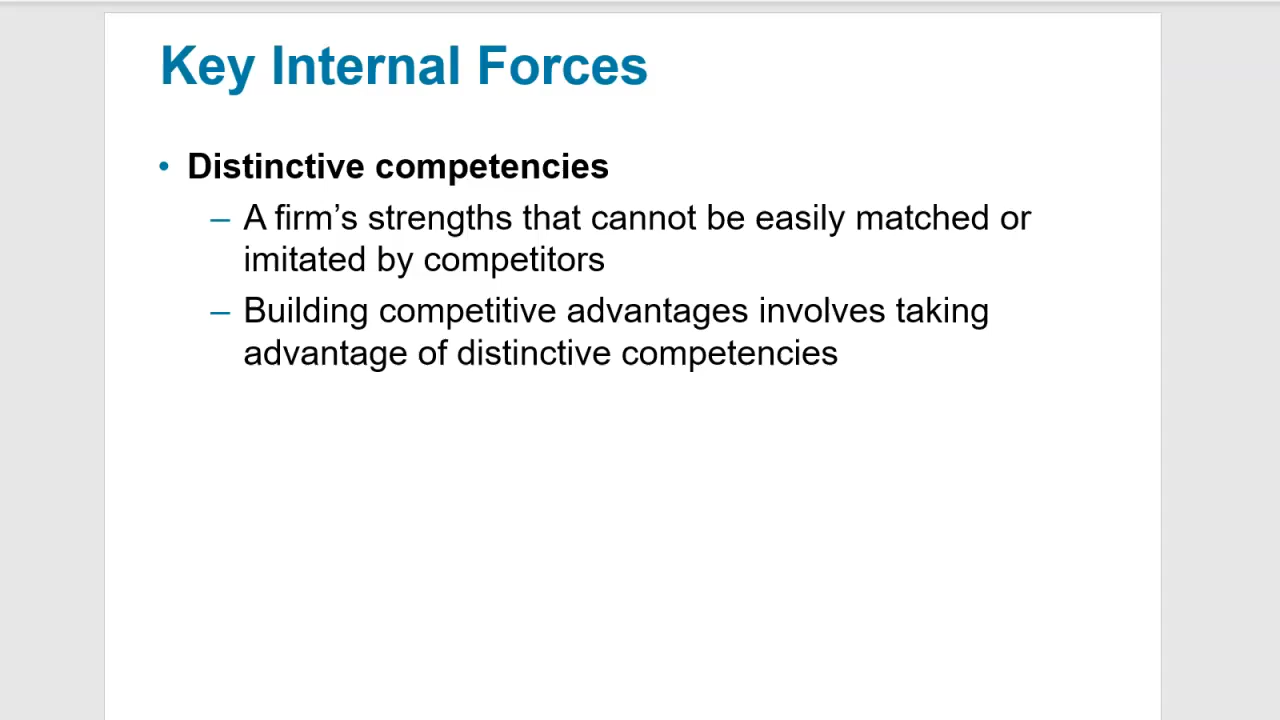 Key Internal Forces
• Distinctive competencies
– A firm’s strengths that cannot be easily matched or
imitated by competitors
– Building competitive advantages involves taking
advantage of distinctive competencies